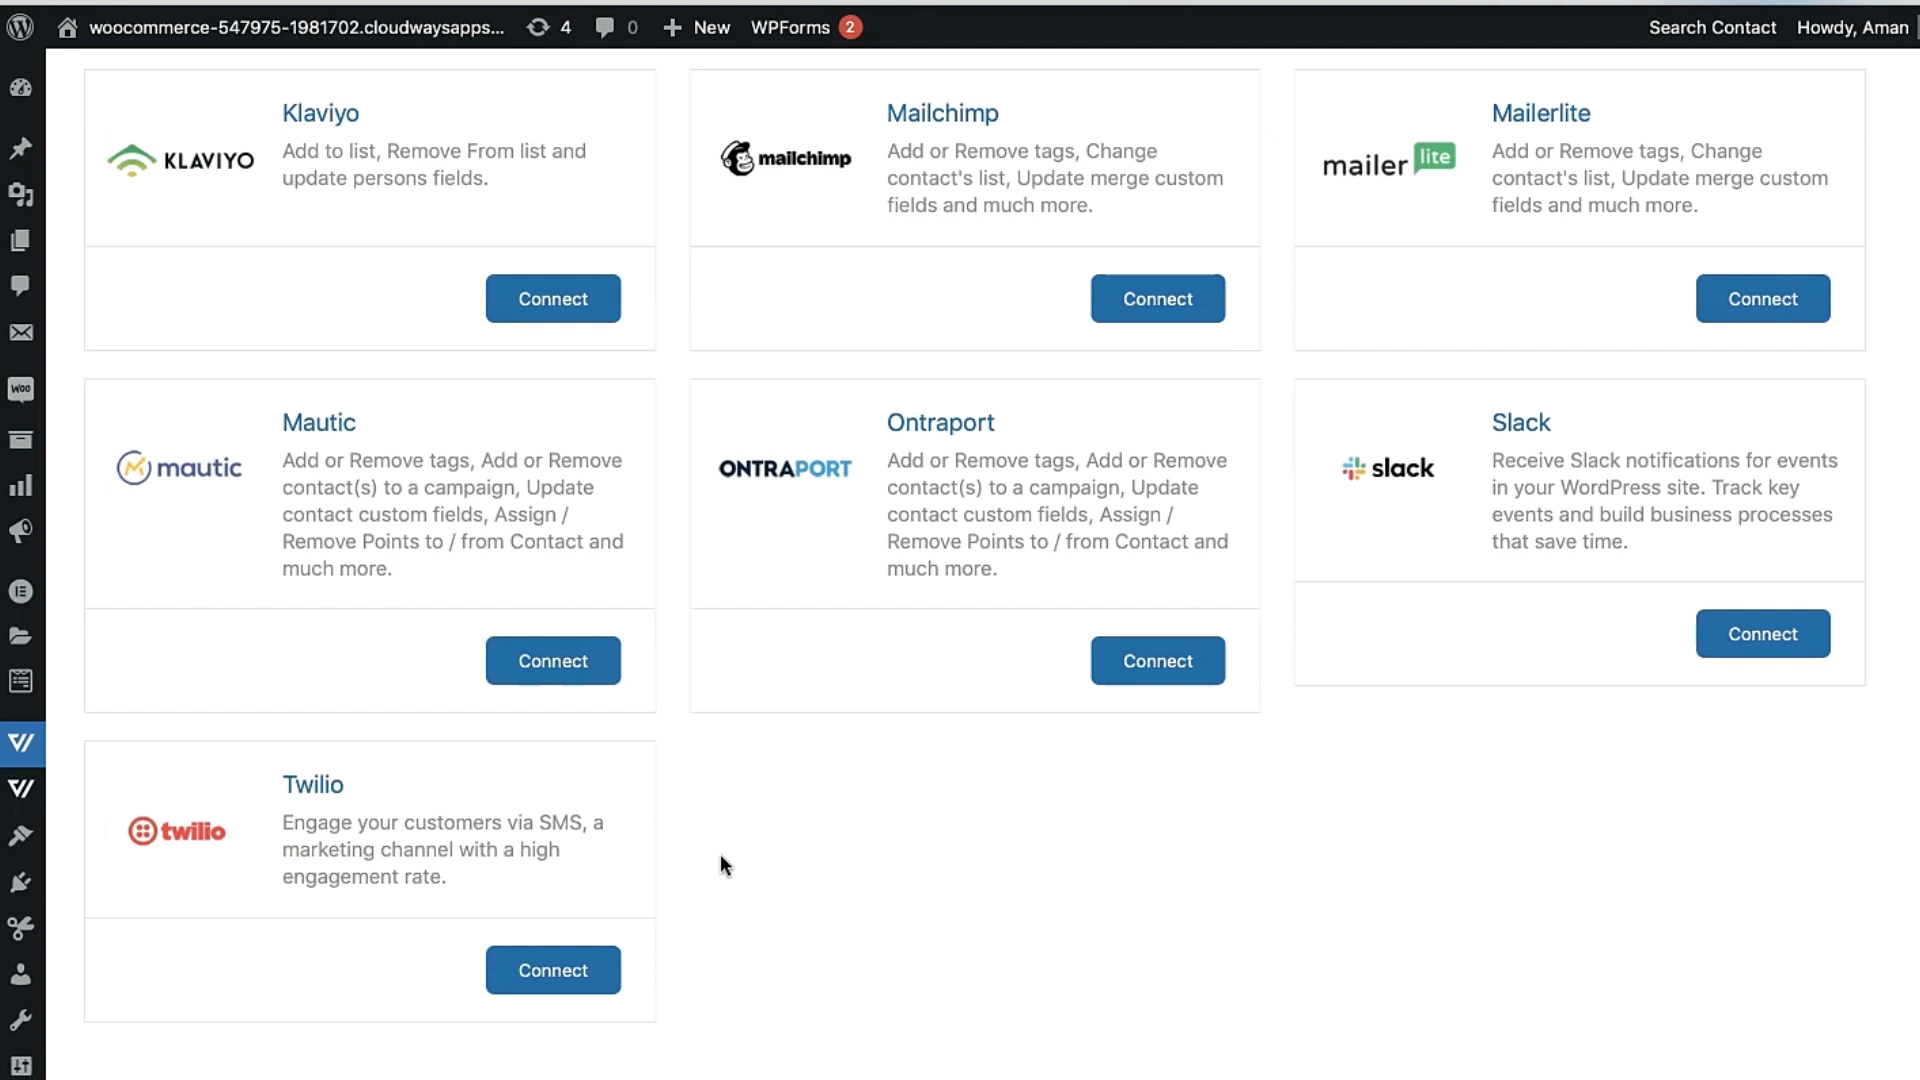 woocommerce-547975-1981702.cloudwaysapps... 4 0 New WPForms 2 Search Contact Howdy, Aman
KLAVIYO
Klaviyo
Add to list, Remove From list and
update persons fields.
Connect
mailchimp
Mailchimp
Add or Remove tags, Change
contact's list, Update merge custom
fields and much more.
Connect
mailer lite
Mailerlite
Add or Remove tags, Change
contact's list, Update merge custom
fields and much more.
Connect
mautic
Mautic
Add or Remove tags, Add or Remove
contact(s) to a campaign, Update
contact custom fields, Assign /
Remove Points to / from Contact and
much more.
Connect
ONTRAPORT
Ontraport
Add or Remove tags, Add or Remove
contact(s) to a campaign, Update
contact custom fields, Assign /
Remove Points to / from Contact and
much more.
Connect
slack
Slack
Receive Slack notifications for events
in your WordPress site. Track key
events and build business processes
that save time.
Connect
twilio
Twilio
Engage your customers via SMS, a
marketing channel with a high
engagement rate.
Connect
Woo